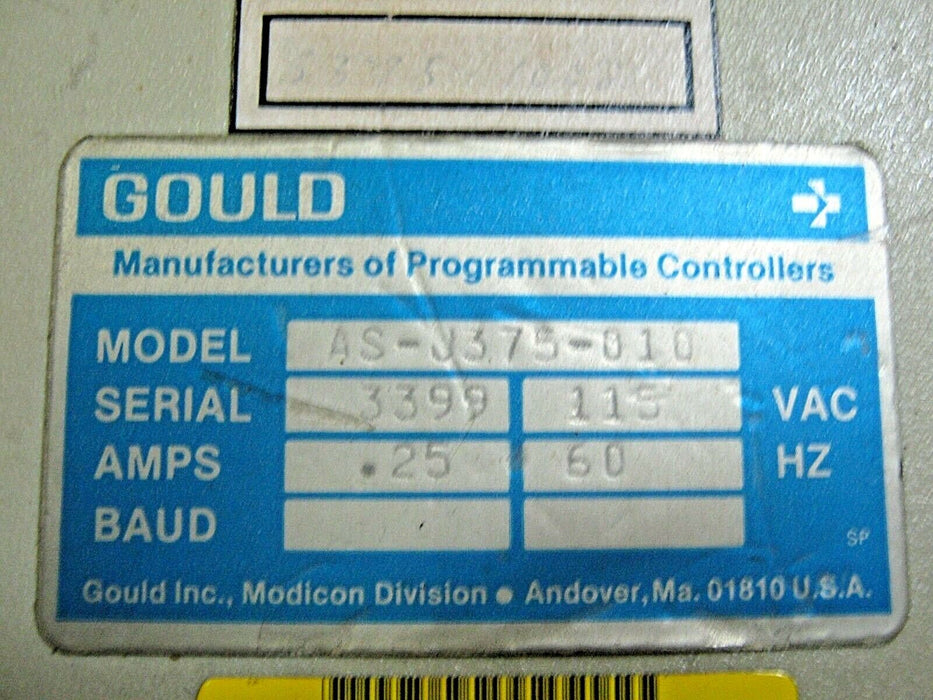 GOULD
Manufacturers of Programmable Controllers
MODEL AS-J375-010
SERIAL 3399 115 VAC
AMPS .25 60 HZ
BAUD
SP
Gould Inc., Modicon Division ● Andover, Ma. 01810 U.S.A.